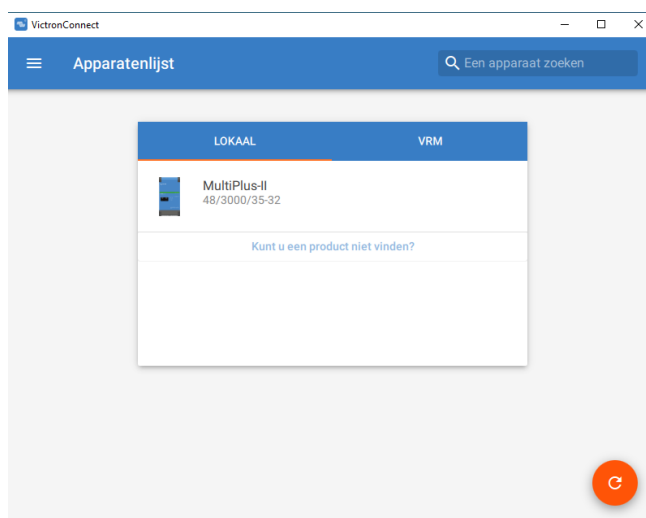 VictronConnect
Apparatenlijst
Een apparaat zoeken
LOKAAL
VRM
MultiPlus-II
48/3000/35-32
Kunt u een product niet vinden?